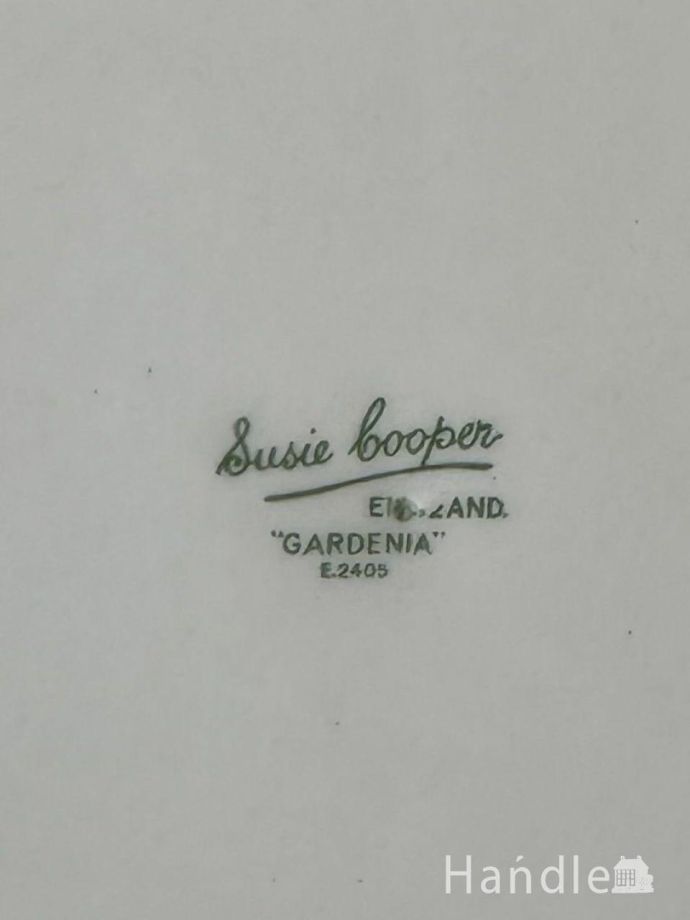 Susie Cooper
ENGLAND.
"GARDENIA"
E.2405
Handle